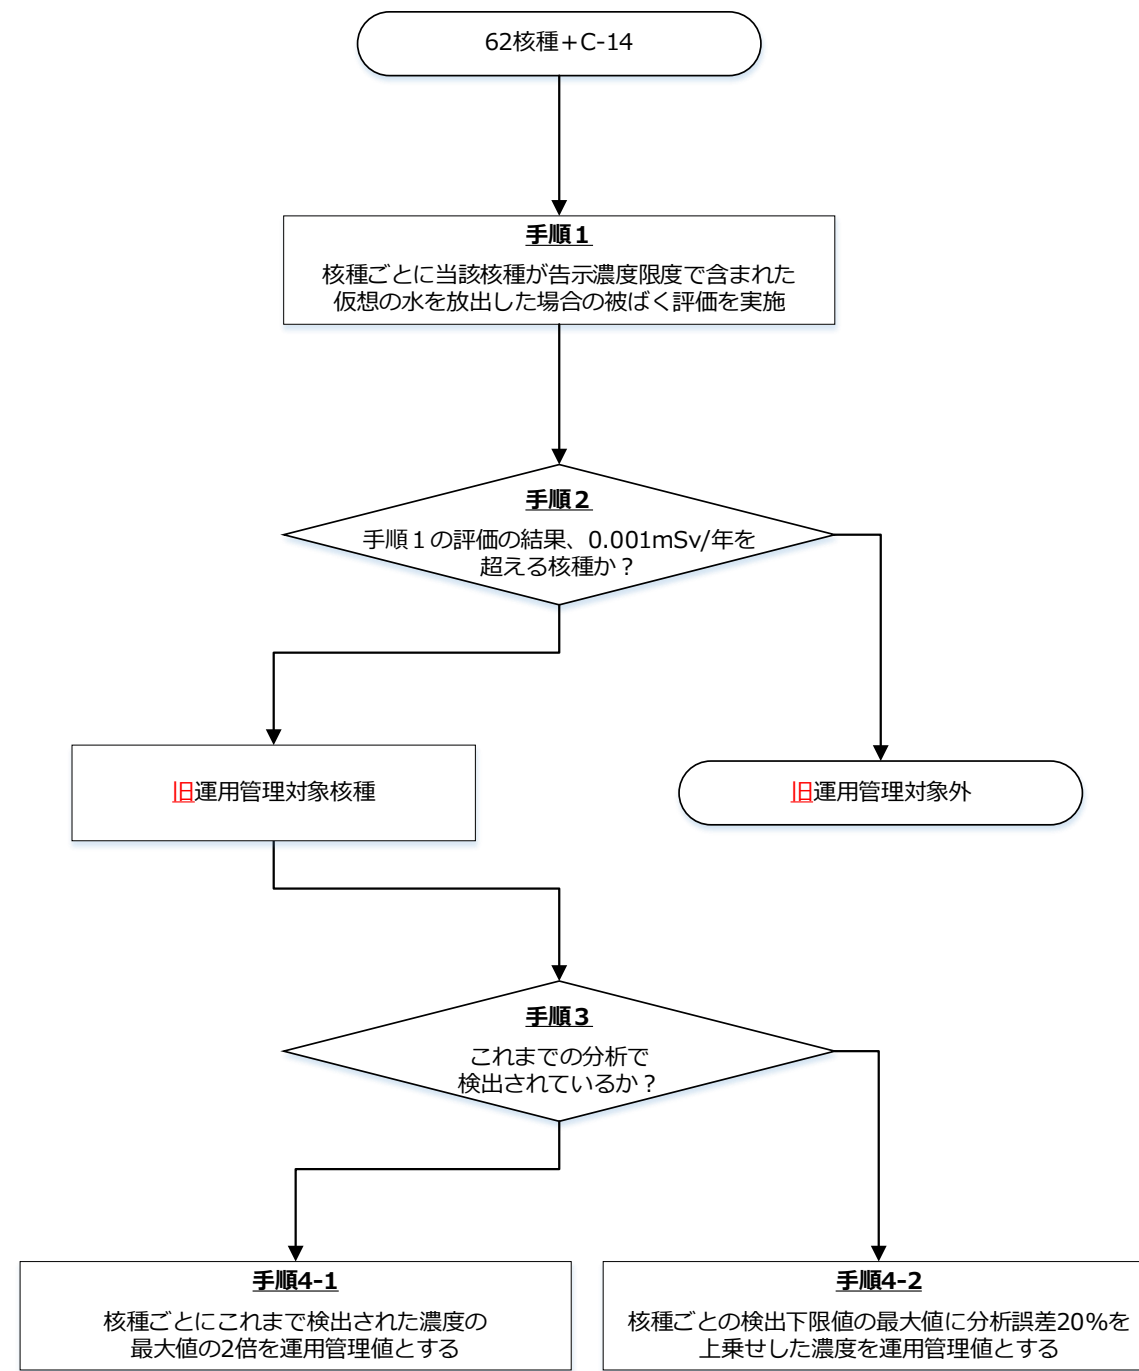 62核種+C-14
手順１
核種ごとに当該核種が告示濃度限度で含まれた
仮想の水を放出した場合の被ばく評価を実施
手順２
手順１の評価の結果、0.001mSv/年を
超える核種か？
旧運用管理対象核種
旧運用管理対象外
手順３
これまでの分析で
検出されているか？
手順4-1
核種ごとにこれまで検出された濃度の
最大値の2倍を運用管理値とする
手順4-2
核種ごとの検出下限値の最大値に分析誤差20%を
上乗せした濃度を運用管理値とする